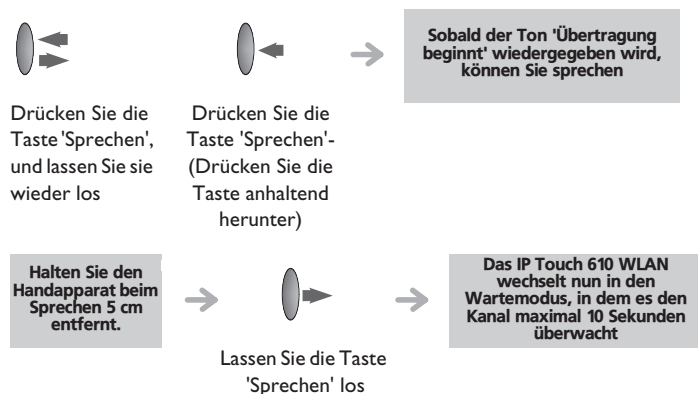 Drücken Sie die
Taste 'Sprechen',
und lassen Sie sie
wieder los
Drücken Sie die
Taste 'Sprechen'-
(Drücken Sie die
Taste anhaltend
herunter)
Sobald der Ton 'Übertragung
beginnt' wiedergegeben wird,
können Sie sprechen
Halten Sie den
Handapparat beim
Sprechen 5 cm
entfernt.
Lassen Sie die Taste
'Sprechen' los
Das IP Touch 610 WLAN
wechselt nun in den
Wartemodus, in dem es den
Kanal maximal 10 Sekunden
überwacht